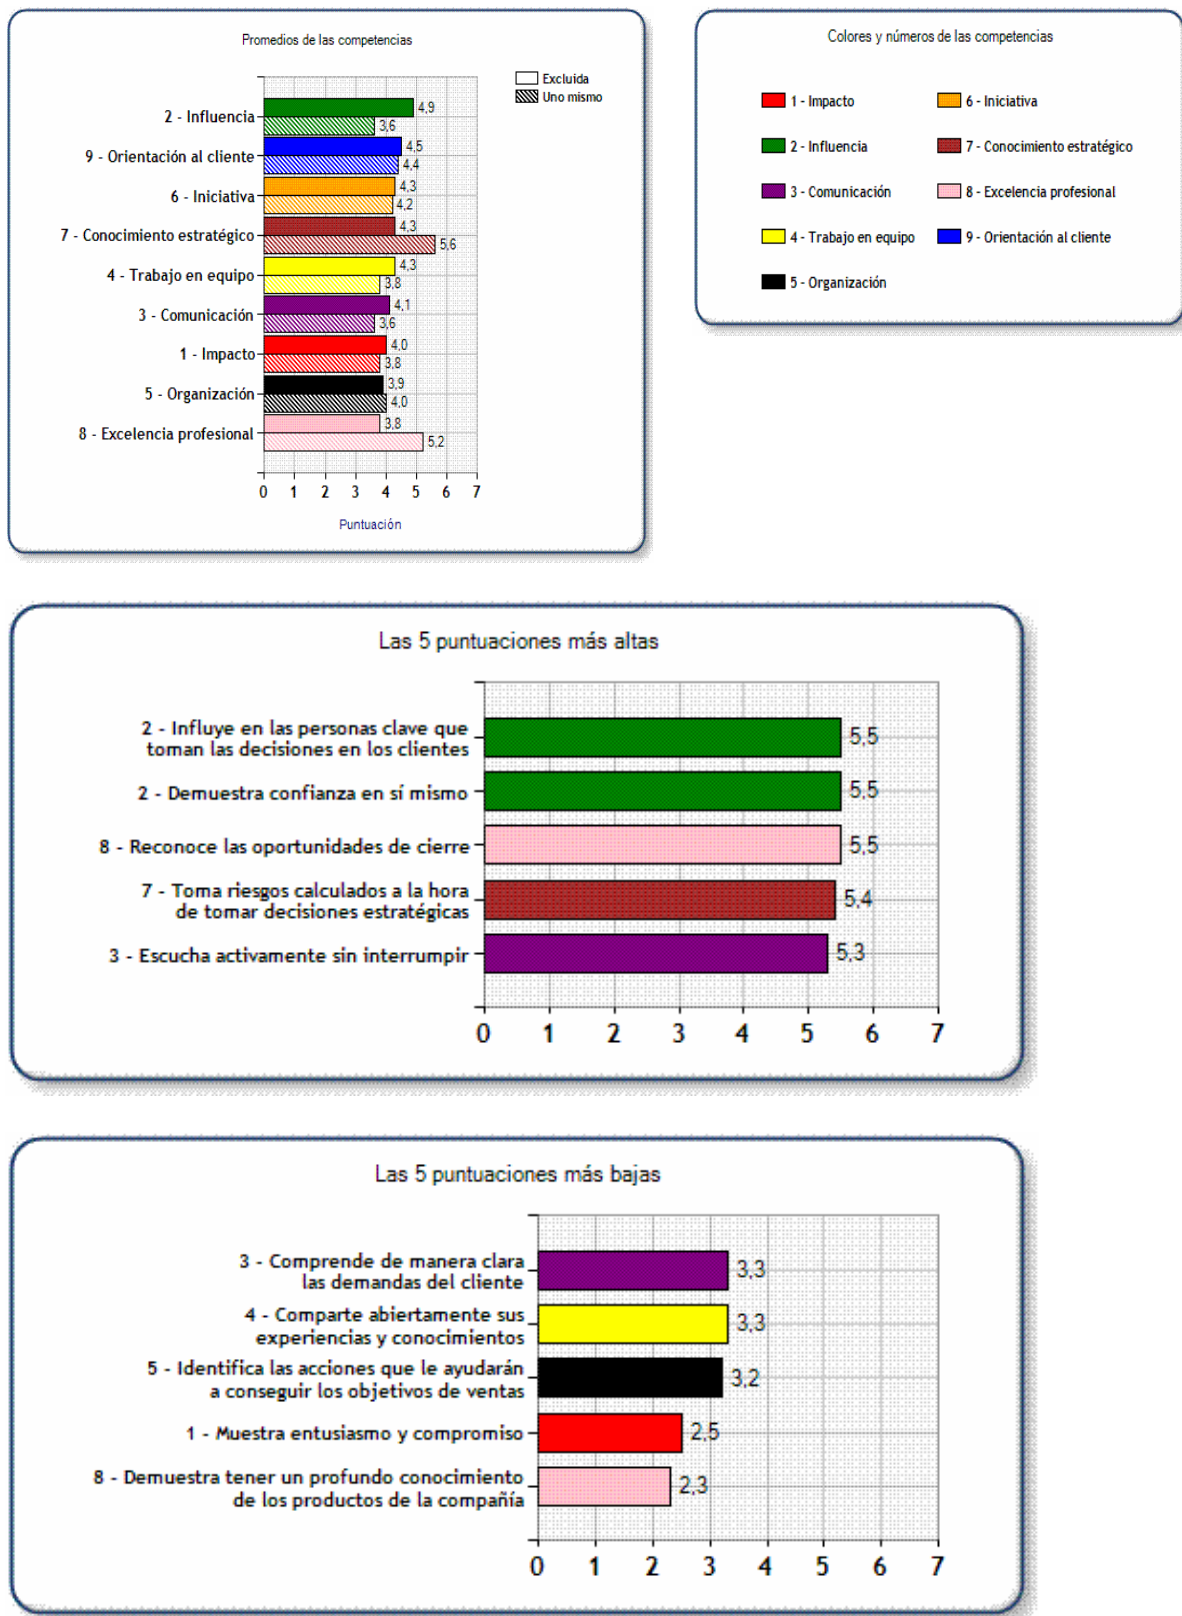 Promedios de las competencias
Excluida
Uno mismo
2 - Influencia
4,9
3,6
9 - Orientación al cliente
4,5
4,4
6 - Iniciativa
4,3
4,2
7 - Conocimiento estratégico
4,3
5,6
4 - Trabajo en equipo
4,3
3,8
3 - Comunicación
4,1
3,6
1 - Impacto
4,0
3,8
5 - Organización
3,9
4,0
8 - Excelencia profesional
3,8
5,2
0 1 2 3 4 5 6 7
Puntuación
Colores y números de las competencias
1 - Impacto
6 - Iniciativa
2 - Influencia
7 - Conocimiento estratégico
3 - Comunicación
8 - Excelencia profesional
4 - Trabajo en equipo
9 - Orientación al cliente
5 - Organización
Las 5 puntuaciones más altas
2 - Influye en las personas clave que
toman las decisiones en los clientes
5,5
2 - Demuestra confianza en sí mismo
5,5
8 - Reconoce las oportunidades de cierre
5,5
7 - Toma riesgos calculados a la hora
de tomar decisiones estratégicas
5,4
3 - Escucha activamente sin interrumpir
5,3
0 1 2 3 4 5 6 7
Las 5 puntuaciones más bajas
3 - Comprende de manera clara
las demandas del cliente
3,3
4 - Comparte abiertamente sus
experiencias y conocimientos
3,3
5 - Identifica las acciones que le ayudarán
a conseguir los objetivos de ventas
3,2
1 - Muestra entusiasmo y compromiso
2,5
8 - Demuestra tener un profundo conocimiento
de los productos de la compañía
2,3
0 1 2 3 4 5 6 7